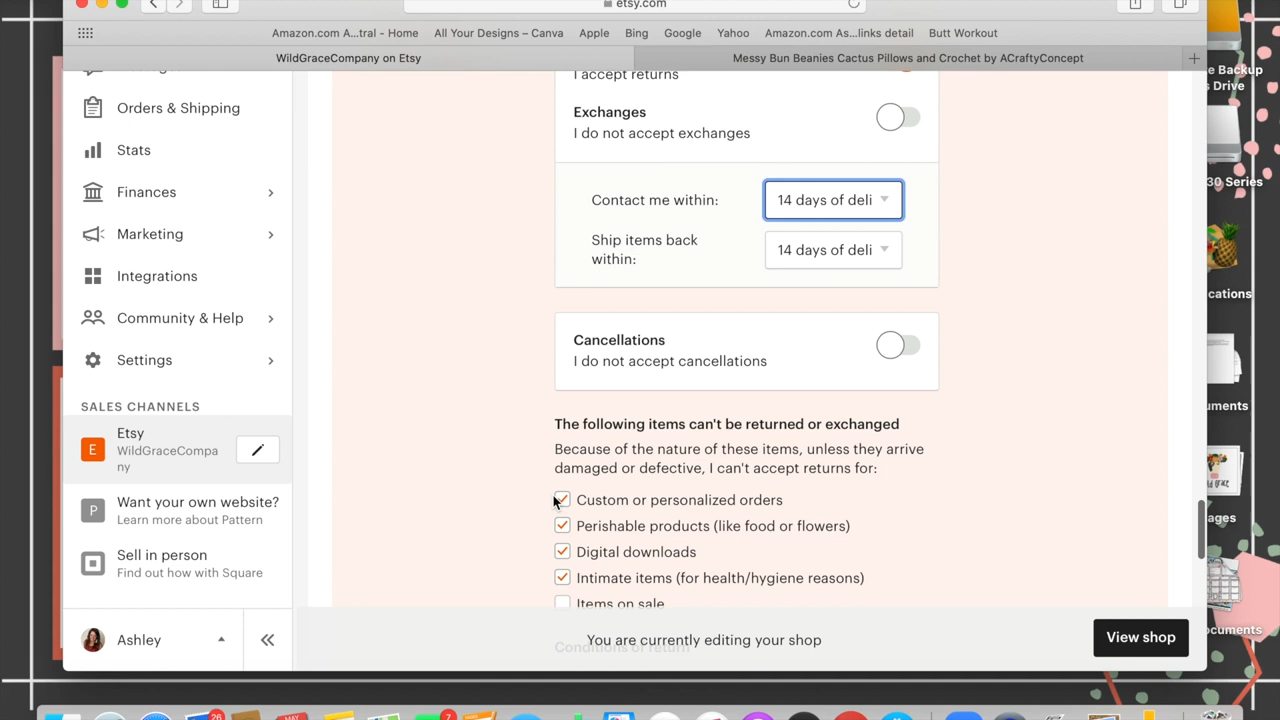 etsy.com
Amazon.com A...tral - Home
All Your Designs – Canva
Apple
Bing
Google
Yahoo
Amazon.com As...links detail
Butt Workout
WildGraceCompany on Etsy
Messy Bun Beanies Cactus Pillows and Crochet by ACraftyConcept
Orders & Shipping
Stats
Finances
Marketing
Integrations
Community & Help
Settings
SALES CHANNELS
E
Etsy
WildGraceCompa
ny
P
Want your own website?
Learn more about Pattern
Sell in person
Find out how with Square
Ashley
I accept returns
Exchanges
I do not accept exchanges
Contact me within:
14 days of deli
Ship items back
within:
14 days of deli
Cancellations
I do not accept cancellations
The following items can't be returned or exchanged
Because of the nature of these items, unless they arrive
damaged or defective, I can't accept returns for:
Custom or personalized orders
Perishable products (like food or flowers)
Digital downloads
Intimate items (for health/hygiene reasons)
Items on sale
Conditions of return
You are currently editing your shop
View shop
e Backup
s Drive
30 Series
cations
uments
ages
ocuments
26
MAY
7